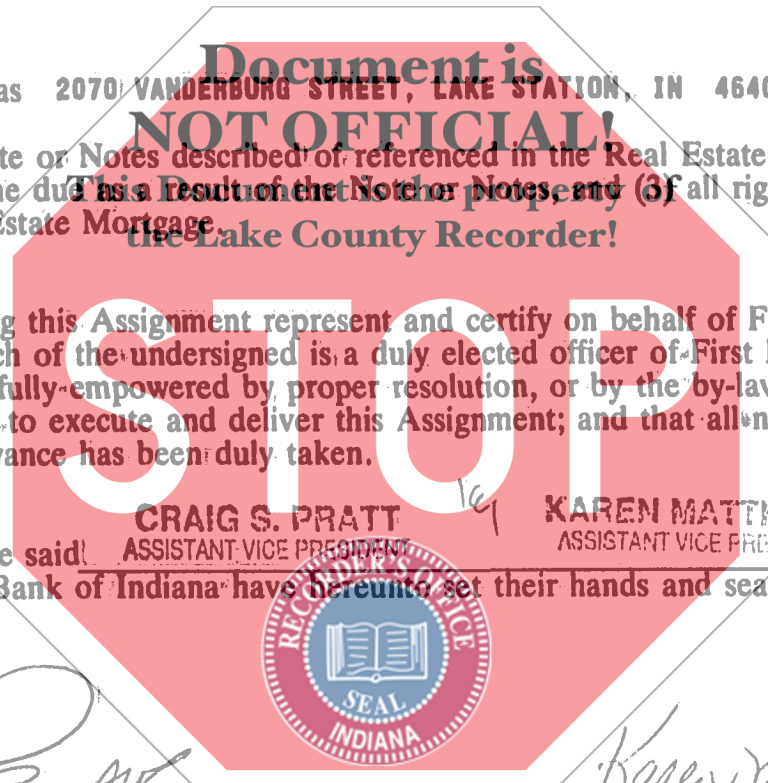 Document is
as 2070 VANDERBURG STREET, LAKE STATION, IN 4640
NOT OFFICIAL!
te or Notes described of referenced in the Real Estate
ne due as a result of the Note or Notes, and (3) all rig
This Document is the property of
Estate Mortgage.
the Lake County Recorder!
g this Assignment represent and certify on behalf of F
ch of the undersigned is a duly elected officer of First
fully empowered by proper resolution, or by the by-lav
to execute and deliver this Assignment; and that all n
vance has been duly taken.
STOP
CRAIG S. PRATT KAREN MATT
e said ASSISTANT VICE PRESIDENT ASSISTANT VICE PRE
Bank of Indiana have hereunto set their hands and sea
RECORDER'S OFFICE
SEAL
INDIANA
Karen